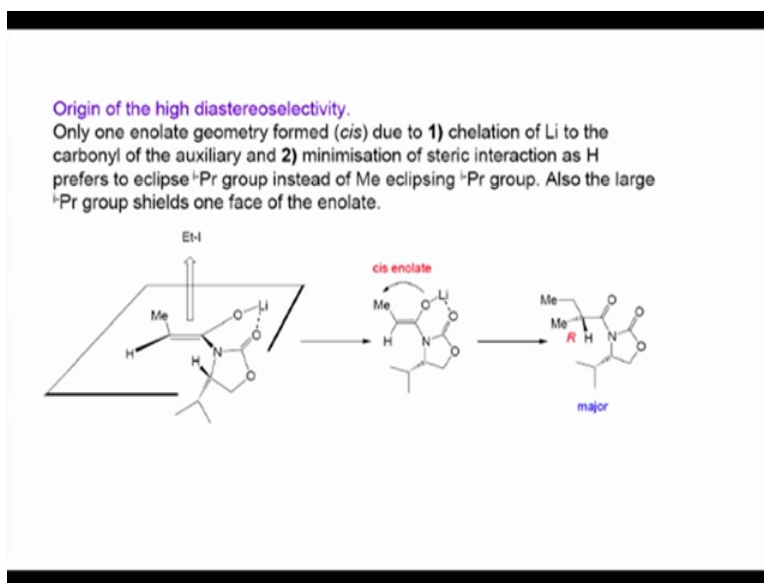 Origin of the high diastereoselectivity.
Only one enolate geometry formed (cis) due to 1) chelation of Li to the
carbonyl of the auxiliary and 2) minimisation of steric interaction as H
prefers to eclipse i-Pr group instead of Me eclipsing i-Pr group. Also the large
i-Pr group shields one face of the enolate.
Et-I
cis enolate
Me O Li
H N O
H O
Me O Li
H N O
O
Me O O
Me R H N O
major